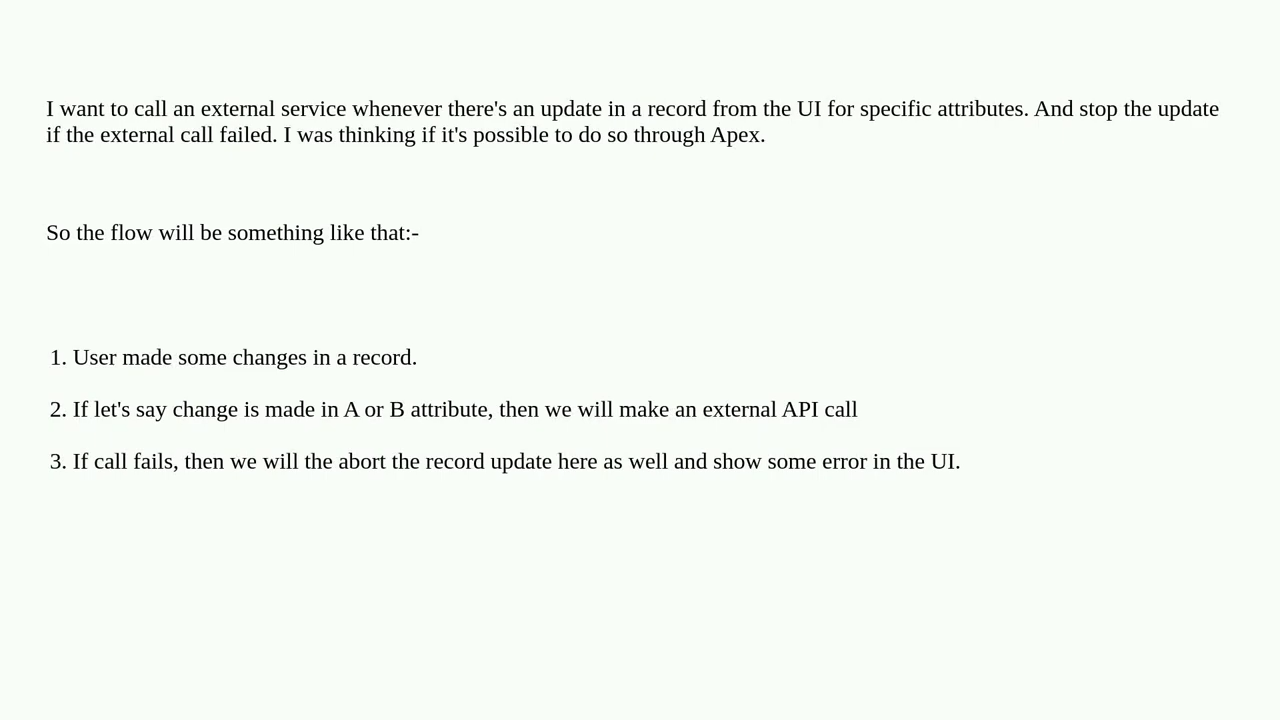 I want to call an external service whenever there's an update in a record from the UI for specific attributes. And stop the update
if the external call failed. I was thinking if it's possible to do so through Apex.
So the flow will be something like that:-
1. User made some changes in a record.
2. If let's say change is made in A or B attribute, then we will make an external API call
3. If call fails, then we will the abort the record update here as well and show some error in the UI.